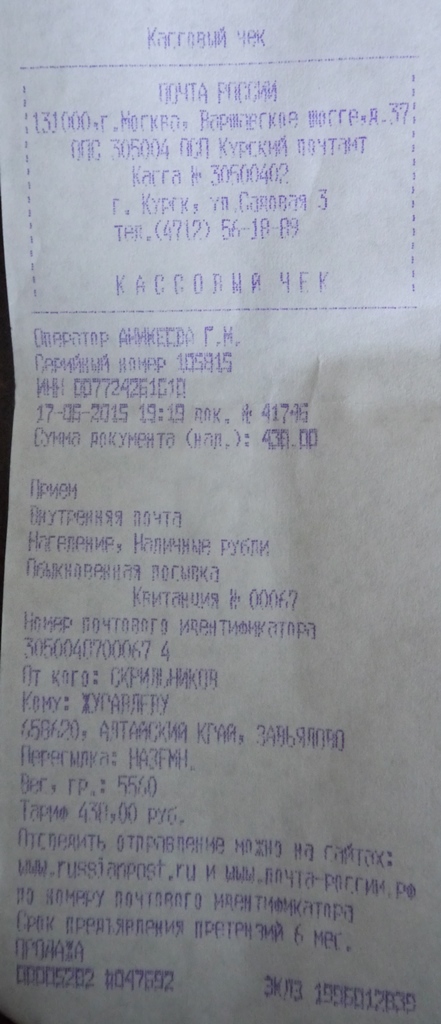 Кассовый чек
ПОЧТА РОССИИ
131000,г.Москва, Варшавское шоссе,д.37
ОПС 305004 ОСП Курский почтамт
Касса № 30500402
г. Курск, ул.Садовая 3
тел.(4712) 56-18-89
КАССОВЫЙ ЧЕК
Оператор АНИКЕЕВА Г.М.
Серийный номер 105915
ИНН 007724261610
17-06-2015 19:19 док. № 41746
Сумма документа (нал.): 430.00
Прием
Внутренняя почта
Население, Наличные рубли
Обыкновенная посылка
Квитанция № 00067
Номер почтового идентификатора
3050040700067 4
От кого: СКРИЛЬНИКОВ
Кому: ЖУРАВЛЕВУ
658620, АЛТАЙСКИЙ КРАЙ, ЗАВЬЯЛОВО
Пересылка: НАЗЕМН.
Вес, гр.: 5560
Тариф 430,00 руб.
Отследить отправление можно на сайтах:
www.russianpost.ru и www.почта-россии.рф
по номеру почтового идентификатора
Срок предъявления претензий 6 мес.
ПРОДАЖА
00005202 #047692 ЭКЛЗ 1996012839